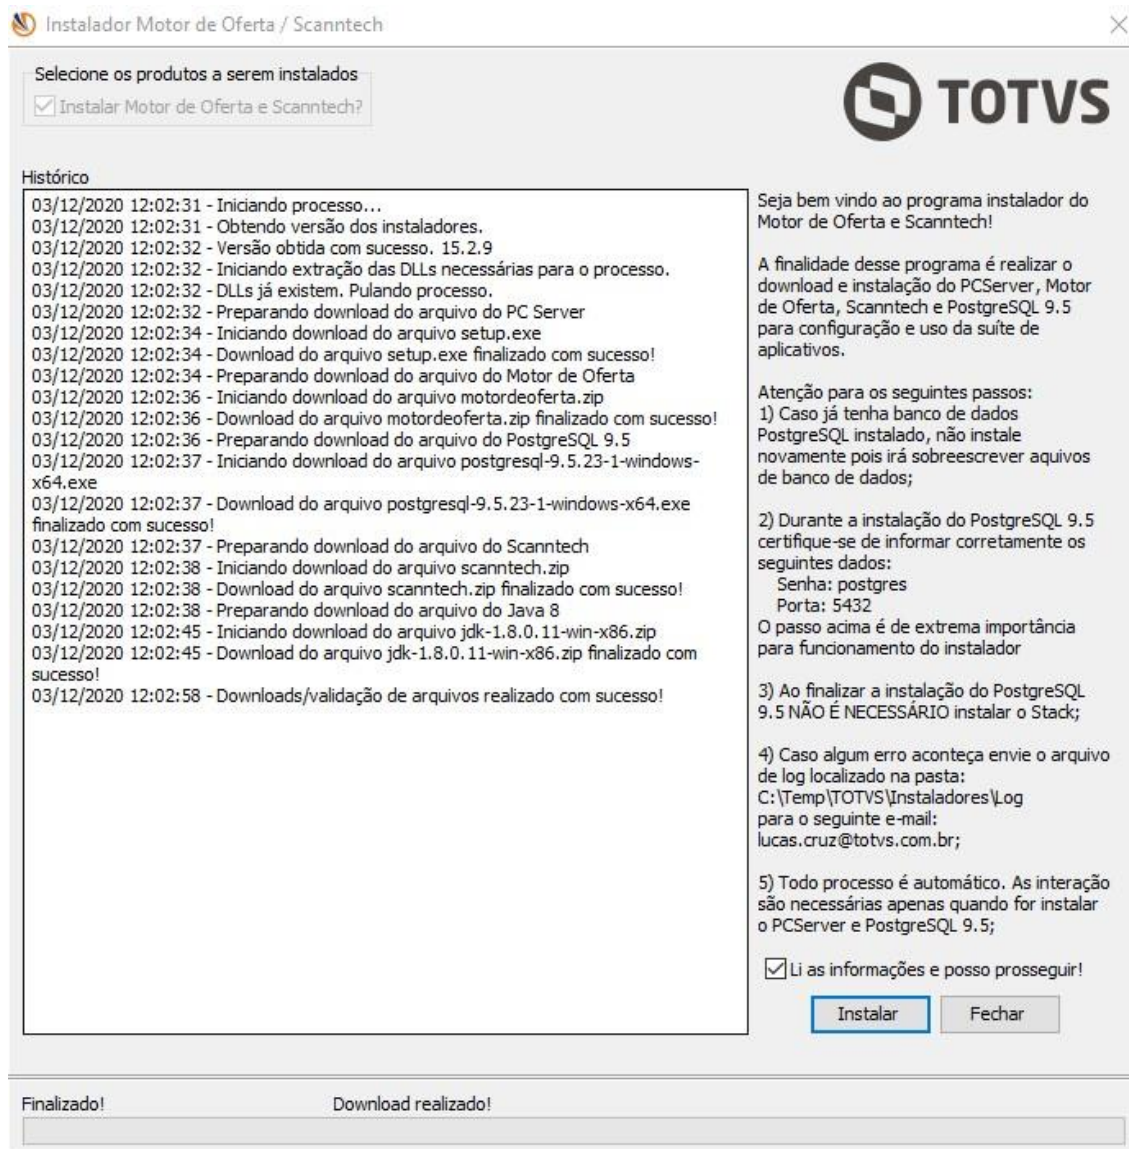 Instalador Motor de Oferta / Scanntech
Selecione os produtos a serem instalados
Instalar Motor de Oferta e Scanntech?
TOTVS
Histórico
03/12/2020 12:02:31 - Iniciando processo...
03/12/2020 12:02:31 - Obtendo versão dos instaladores.
03/12/2020 12:02:32 - Versão obtida com sucesso. 15.2.9
03/12/2020 12:02:32 - Iniciando extração das DLLs necessárias para o processo.
03/12/2020 12:02:32 - DLLs já existem. Pulando processo.
03/12/2020 12:02:32 - Preparando download do arquivo do PC Server
03/12/2020 12:02:34 - Iniciando download do arquivo setup.exe
03/12/2020 12:02:34 - Download do arquivo setup.exe finalizado com sucesso!
03/12/2020 12:02:34 - Preparando download do arquivo do Motor de Oferta
03/12/2020 12:02:36 - Iniciando download do arquivo motordeoferta.zip
03/12/2020 12:02:36 - Download do arquivo motordeoferta.zip finalizado com sucesso!
03/12/2020 12:02:36 - Preparando download do arquivo do PostgreSQL 9.5
03/12/2020 12:02:37 - Iniciando download do arquivo postgresql-9.5.23-1-windows-
x64.exe
03/12/2020 12:02:37 - Download do arquivo postgresql-9.5.23-1-windows-x64.exe
finalizado com sucesso!
03/12/2020 12:02:37 - Preparando download do arquivo do Scanntech
03/12/2020 12:02:38 - Iniciando download do arquivo scanntech.zip
03/12/2020 12:02:38 - Download do arquivo scanntech.zip finalizado com sucesso!
03/12/2020 12:02:38 - Preparando download do arquivo do Java 8
03/12/2020 12:02:45 - Iniciando download do arquivo jdk-1.8.0.11-win-x86.zip
03/12/2020 12:02:45 - Download do arquivo jdk-1.8.0.11-win-x86.zip finalizado com
sucesso!
03/12/2020 12:02:58 - Downloads/validação de arquivos realizado com sucesso!
Seja bem vindo ao programa instalador do
Motor de Oferta e Scanntech!
A finalidade desse programa é realizar o
download e instalação do PCServer, Motor
de Oferta, Scanntech e PostgreSQL 9.5
para configuração e uso da suíte de
aplicativos.
Atenção para os seguintes passos:
1) Caso já tenha banco de dados
PostgreSQL instalado, não instale
novamente pois irá sobreescrever aquivos
de banco de dados;
2) Durante a instalação do PostgreSQL 9.5
certifique-se de informar corretamente os
seguintes dados:
Senha: postgres
Porta: 5432
O passo acima é de extrema importância
para funcionamento do instalador
3) Ao finalizar a instalação do PostgreSQL
9.5 NÃO É NECESSÁRIO instalar o Stack;
4) Caso algum erro aconteça envie o arquivo
de log localizado na pasta:
C:\Temp\TOTVS\Instaladores\Log
para o seguinte e-mail:
lucas.cruz@totvs.com.br;
5) Todo processo é automático. As interação
são necessárias apenas quando for instalar
o PCServer e PostgreSQL 9.5;
Li as informações e posso prosseguir!
Instalar Fechar
Finalizado! Download realizado!